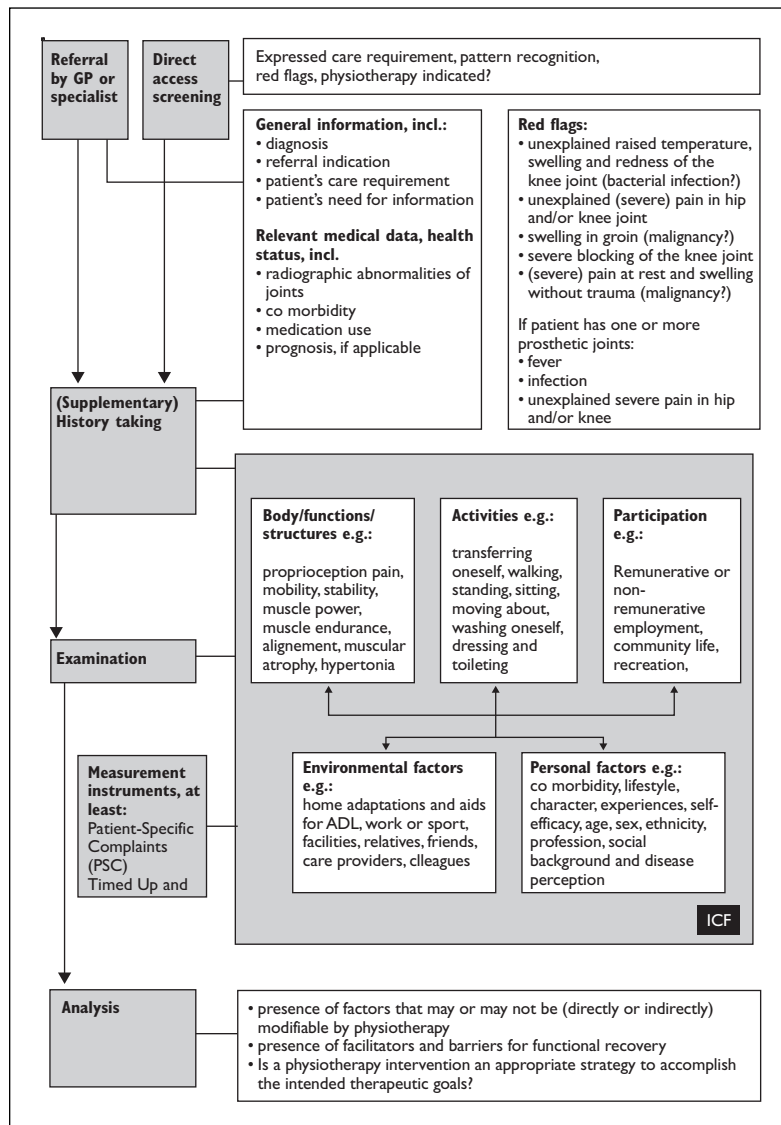 Referral
by GP or
specialist
Direct
access
screening
Expressed care requirement, pattern recognition,
red flags, physiotherapy indicated?
General information, incl.:
• diagnosis
• referral indication
• patient's care requirement
• patient's need for information
Relevant medical data, health
status, incl.
• radiographic abnormalities of
joints
• co morbidity
• medication use
• prognosis, if applicable
Red flags:
• unexplained raised temperature,
swelling and redness of the
knee joint (bacterial infection?)
• unexplained (severe) pain in hip
and/or knee joint
• swelling in groin (malignancy?)
• severe blocking of the knee joint
• (severe) pain at rest and swelling
without trauma (malignancy?)
If patient has one or more
prosthetic joints:
• fever
• infection
• unexplained severe pain in hip
and/or knee
(Supplementary)
History taking
Body/functions/
structures e.g.:
proprioception pain,
mobility, stability,
muscle power,
muscle endurance,
alignement, muscular
atrophy, hypertonia
Activities e.g.:
transferring
oneself, walking,
standing, sitting,
moving about,
washing oneself,
dressing and
toileting
Participation
e.g.:
Remunerative or
non-
remunerative
employment,
community life,
recreation,
Examination
Measurement
instruments, at
least:
Patient-Specific
Complaints
(PSC)
Timed Up and
Environmental factors
e.g.:
home adaptations and aids
for ADL, work or sport,
facilities, relatives, friends,
care providers, clleagues
Personal factors e.g.:
co morbidity, lifestyle,
character, experiences, self-
efficacy, age, sex, ethnicity,
profession, social
background and disease
perception
ICF
Analysis
• presence of factors that may or may not be (directly or indirectly)
modifiable by physiotherapy
• presence of facilitators and barriers for functional recovery
• Is a physiotherapy intervention an appropriate strategy to accomplish
the intended therapeutic goals?